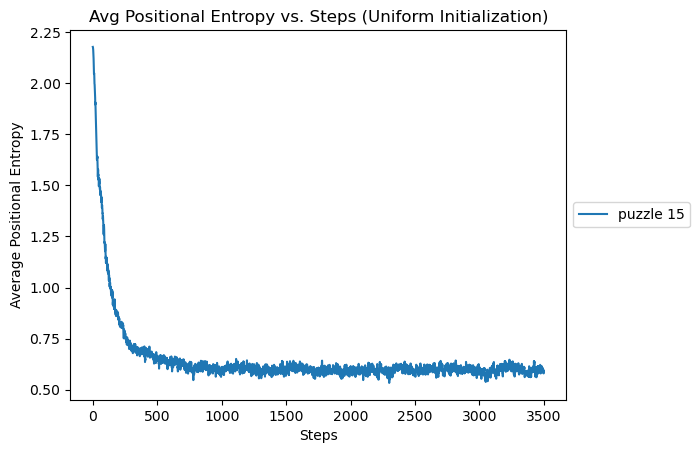 Avg Positional Entropy vs. Steps (Uniform Initialization)
2.25
2.00
1.75
1.50
1.25
1.00
0.75
0.50
Average Positional Entropy
puzzle 15
0 500 1000 1500 2000 2500 3000 3500
Steps